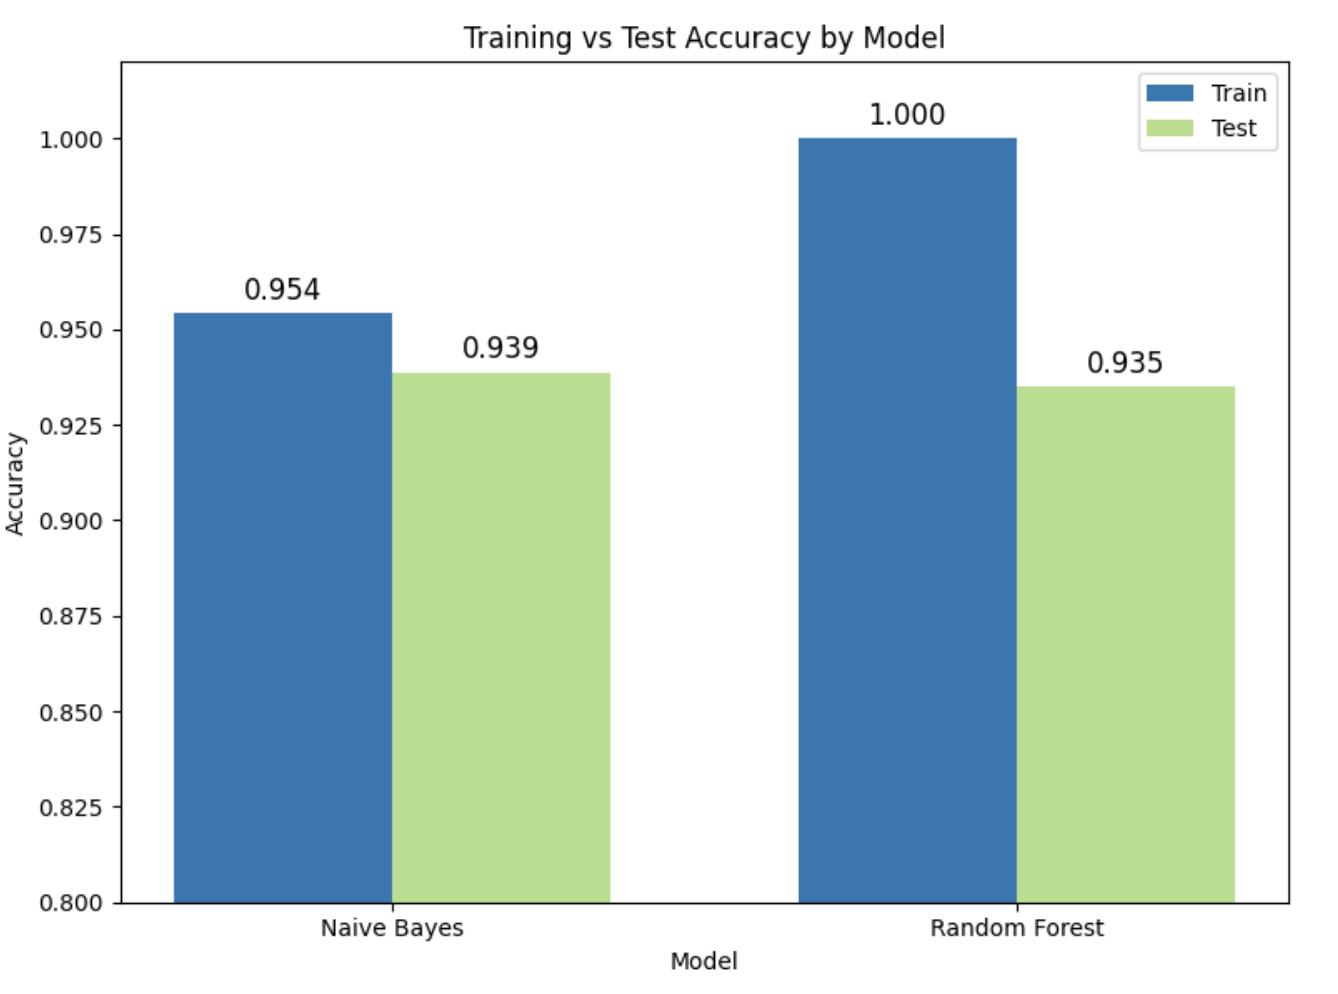 Training vs Test Accuracy by Model
Train
Test
1.000
0.954
0.939
0.935
1.000
0.975
0.950
0.925
0.900
0.875
0.850
0.825
0.800
Accuracy
Naive Bayes
Random Forest
Model